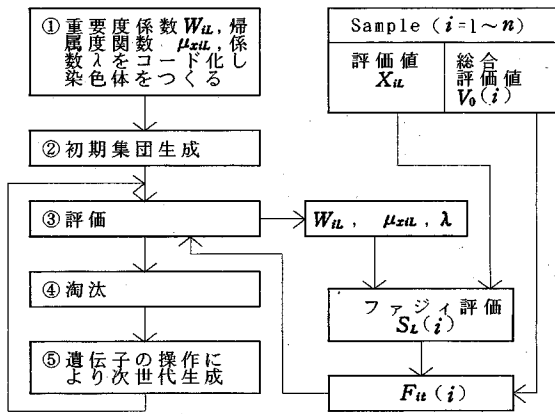 ①重要度係数 W_iL, 帰
属度関数 μ_xiL, 係
数λをコード化し
染色体をつくる
②初期集団生成
③評価
④淘汰
⑤遺伝子の操作に
より次世代生成
Sample (i=1~n)
評価値
X_iL
総合
評価値
V_0(i)
W_iL, μ_xiL, λ
ファジィ評価
S_L(i)
F_it(i)